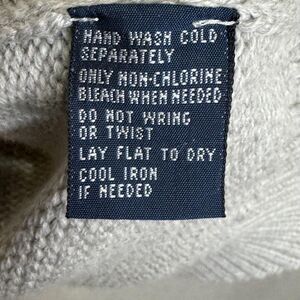 HAND WASH COLD
SEPARATELY
ONLY NON-CHLORINE
BLEACH WHEN NEEDED
DO NOT WRING
OR TWIST
LAY FLAT TO DRY
COOL IRON
IF NEEDED